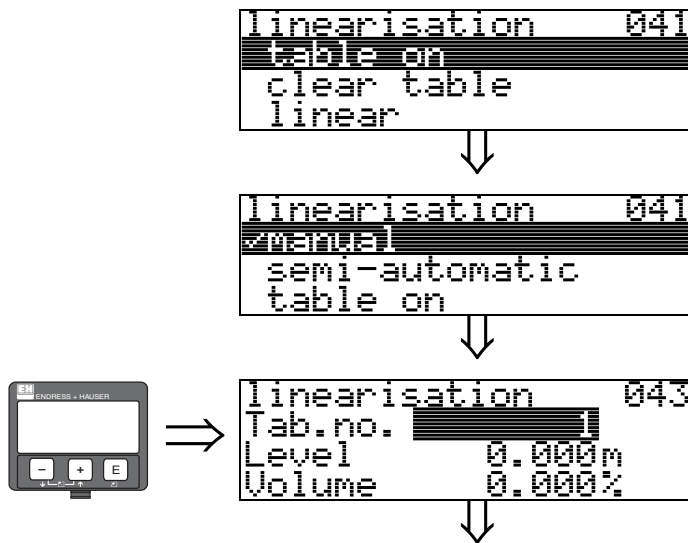 linearisation 041
table on
clear table
linear
linearisation 041
✓manual
semi-automatic
table on
EH
ENDRESS + HAUSER
- + E
linearisation 043
Tab.no. 1
Level 0.000m
Volume 0.000%